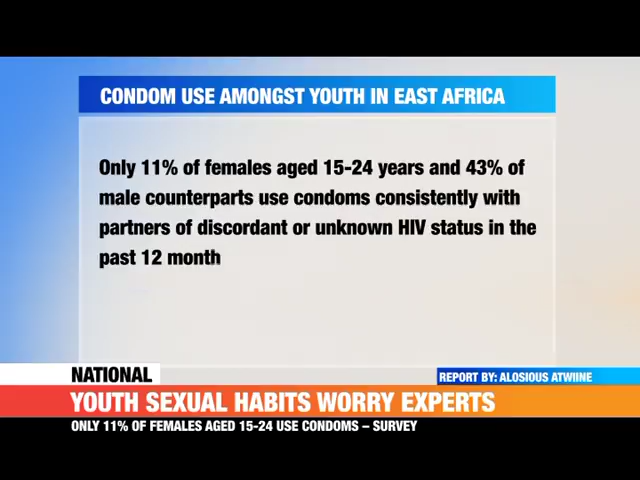 CONDOM USE AMONGST YOUTH IN EAST AFRICA
Only 11% of females aged 15-24 years and 43% of
male counterparts use condoms consistently with
partners of discordant or unknown HIV status in the
past 12 month
NATIONAL
REPORT BY: ALOSIOUS ATWIINE
YOUTH SEXUAL HABITS WORRY EXPERTS
ONLY 11% OF FEMALES AGED 15-24 USE CONDOMS – SURVEY